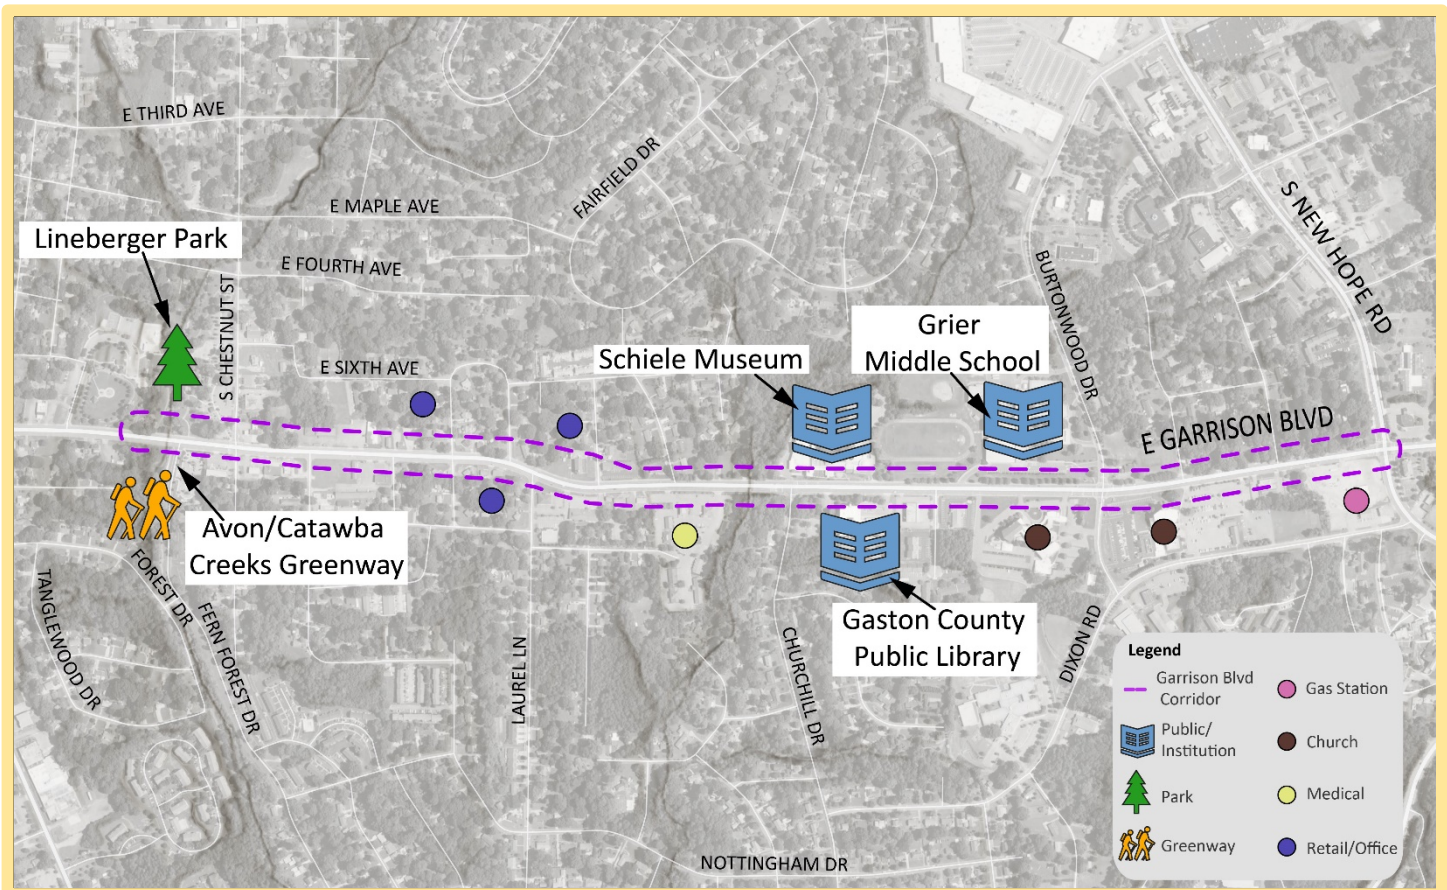 E THIRD AVE
FAIRFIELD DR
E MAPLE AVE
S NEW HOPE RD
Lineberger Park
E FOURTH AVE
S CHESTNUT ST
BURTONWOOD DR
Grier
Middle School
Schiele Museum
E SIXTH AVE
E GARRISON BLVD
Avon/Catawba
Creeks Greenway
FOREST DR
TANGLEWOOD DR
FERN FOREST DR
LAUREL LN
CHURCHILL DR
Gaston County
Public Library
DIXON RD
NOTTINGHAM DR
Legend
Garrison Blvd
Corridor
Public/
Institution
Park
Greenway
Gas Station
Church
Medical
Retail/Office